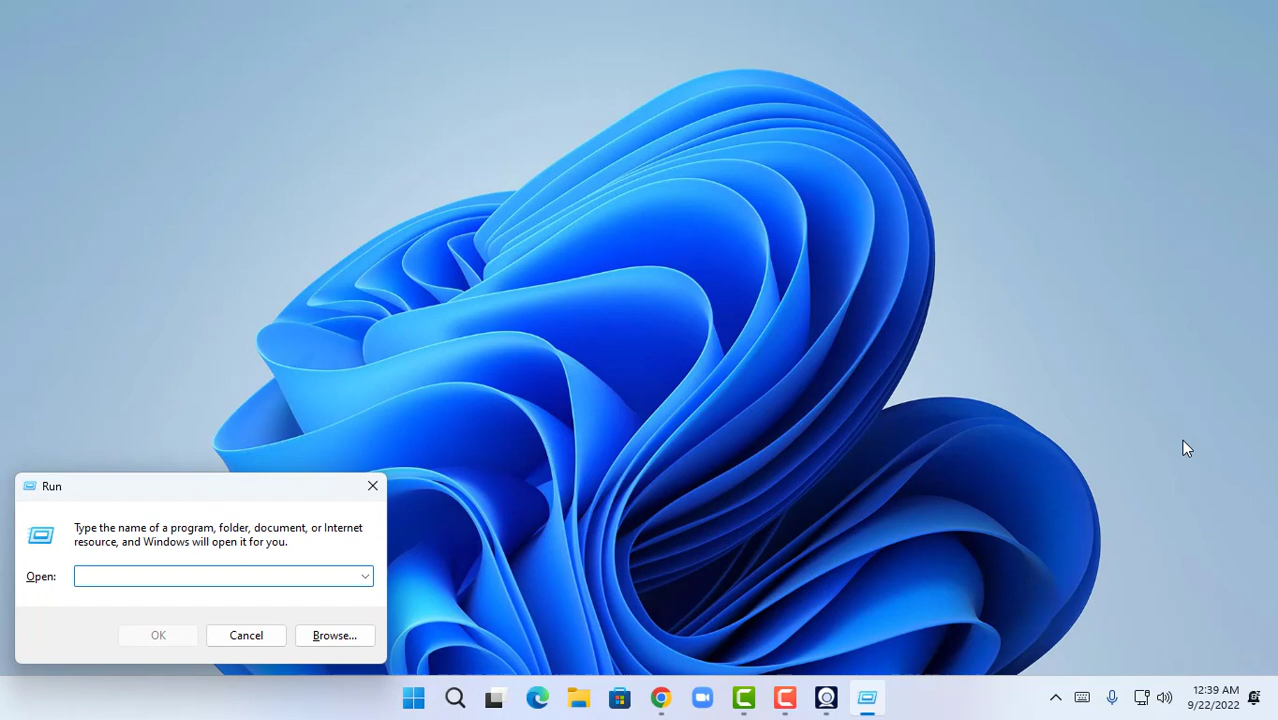 Run
Type the name of a program, folder, document, or Internet
resource, and Windows will open it for you.
Open:
OK
Cancel
Browse...
12:39 AM
9/22/2022